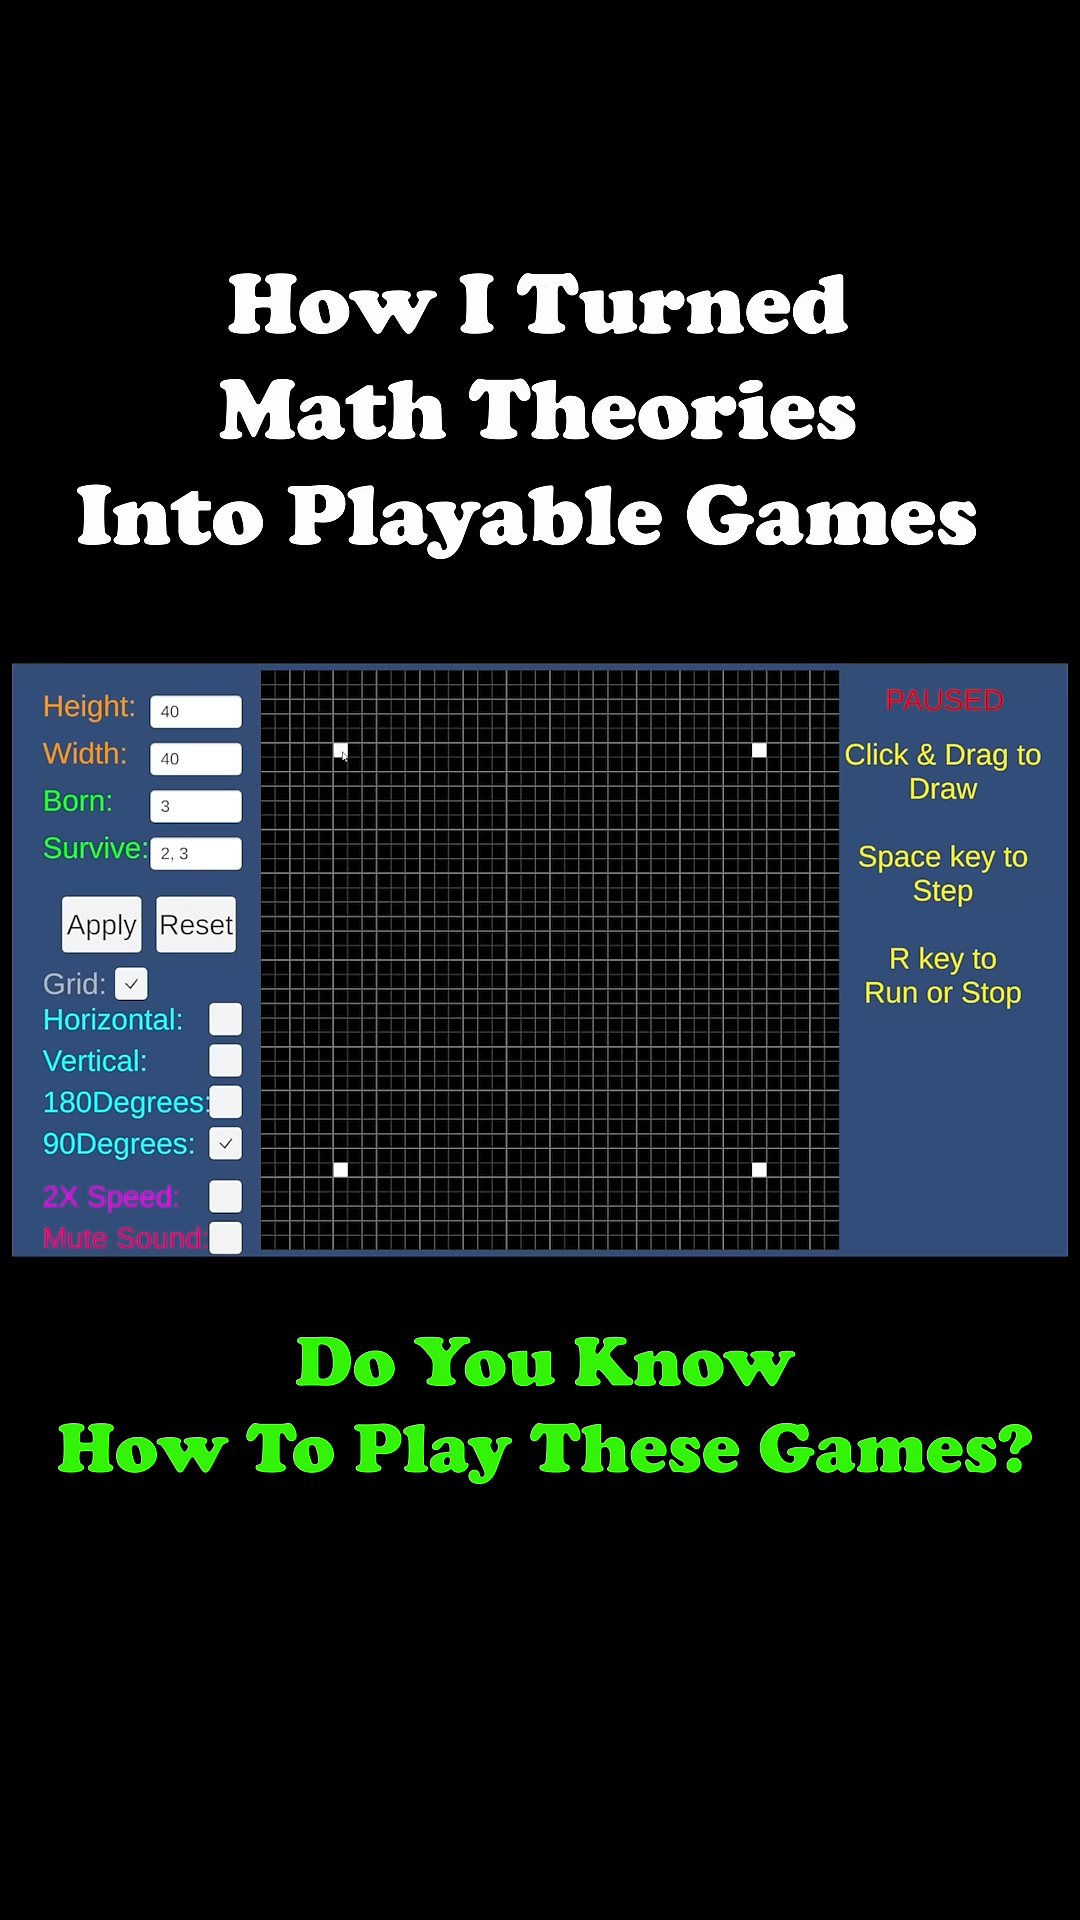 How I Turned
Math Theories
Into Playable Games
Height: 40
Width: 40
Born: 3
Survive: 2, 3
Apply Reset
Grid:
Horizontal:
Vertical:
180Degrees:
90Degrees:
2X Speed:
Mute Sound:
PAUSED
Click & Drag to
Draw
Space key to
Step
R key to
Run or Stop
Do You Know
How To Play These Games?